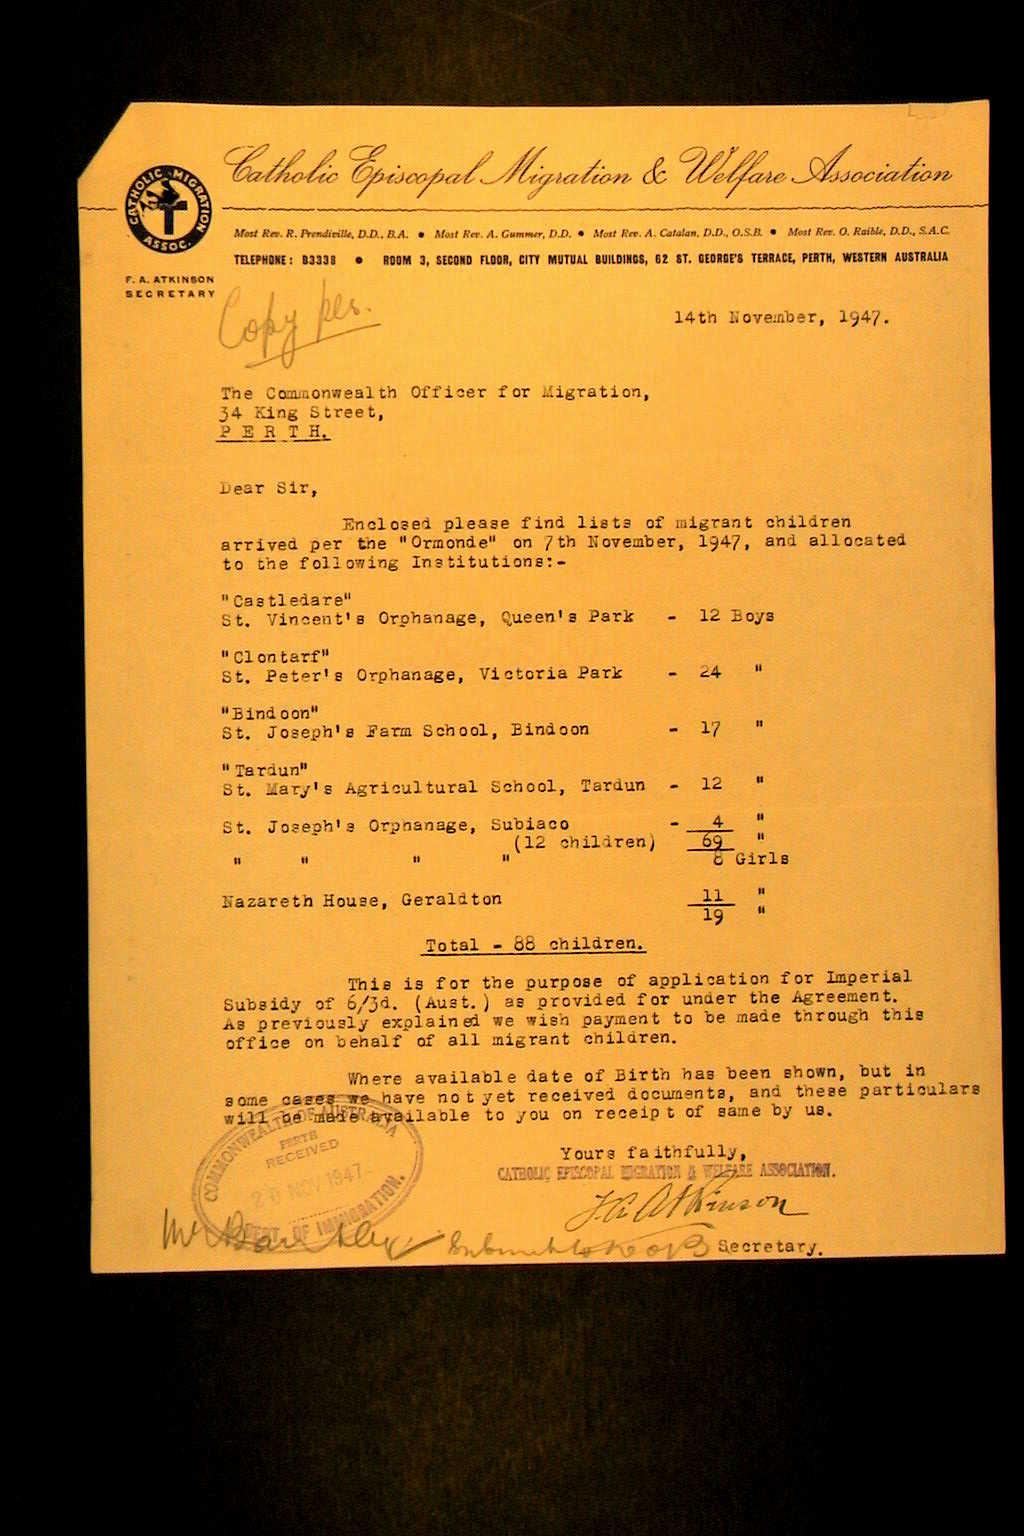 Catholic Episcopal Migration & Welfare Association
CATHOLIC MIGRATION ASSOC.
Most Rev. R. Prendiville, D.D., B.A. ● Most Rev. A. Gummer, D.D. ● Most Rev. A. Catalan, D.D., O.S.B. ● Most Rev. O. Raible, D.D., S.A.C.
TELEPHONE: B3338 ● ROOM 3, SECOND FLOOR, CITY MUTUAL BUILDINGS, 62 ST. GEORGE'S TERRACE, PERTH, WESTERN AUSTRALIA
F. A. ATKINSON
SECRETARY
Copy
14th November, 1947.
The Commonwealth Officer for Migration,
34 King Street,
P E R T H.
Dear Sir,
Enclosed please find lists of migrant children
arrived per the "Ormonde" on 7th November, 1947, and allocated
to the following Institutions:-
"Castledare"
St. Vincent's Orphanage, Queen's Park - 12 Boys
"Clontarf"
St. Peter's Orphanage, Victoria Park - 24 "
"Bindoon"
St. Joseph's Farm School, Bindoon - 17 "
"Tardun"
St. Mary's Agricultural School, Tardun - 12 "
St. Joseph's Orphanage, Subiaco - 4 "
(12 children) 69 "
" " " " 8 Girls
Nazareth House, Geraldton 11 "
19 "
Total - 88 children.
This is for the purpose of application for Imperial
Subsidy of 6/3d. (Aust.) as provided for under the Agreement.
As previously explained we wish payment to be made through this
office on behalf of all migrant children.
Where available date of Birth has been shown, but in
some cases we have not yet received documents, and these particulars
will be made available to you on receipt of same by us.
Yours faithfully,
CATHOLIC EPISCOPAL MIGRATION & WELFARE ASSOCIATION.
F.A. Atkinson
Secretary.
COMMONWEALTH OF AUSTRALIA
PERTH
RECEIVED
20 NOV 1947
DEPT. OF IMMIGRATION.
Mr